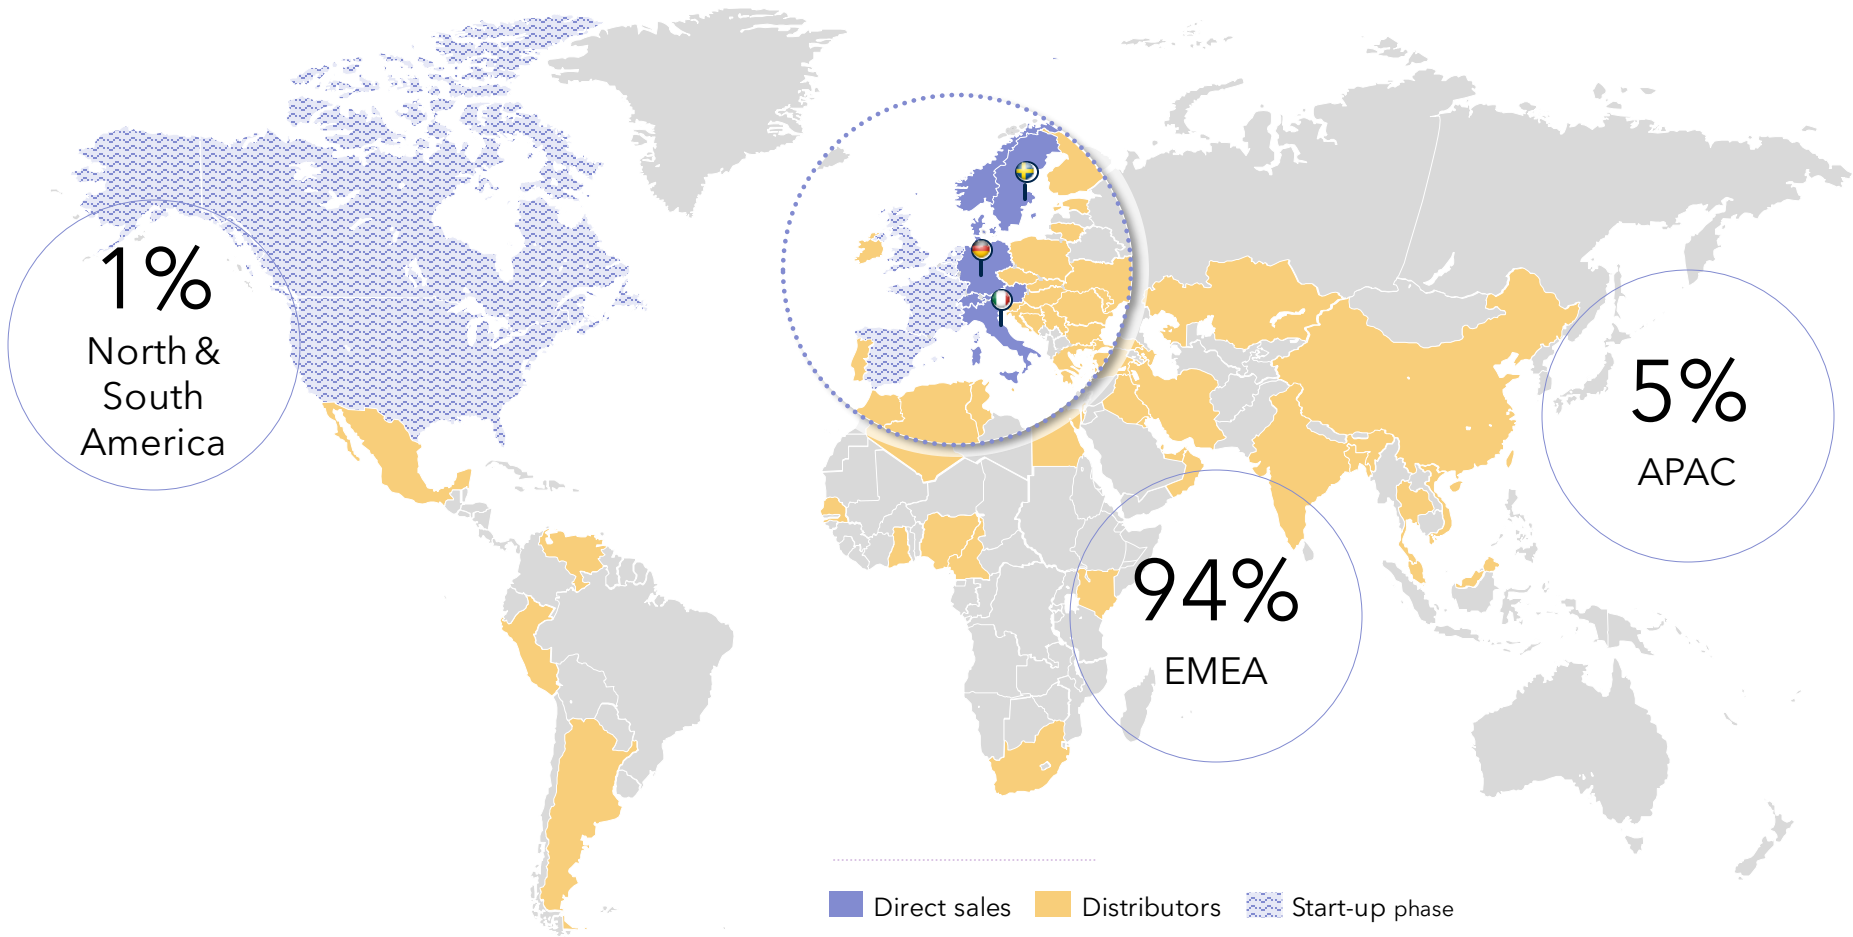 1%
North &
South
America
5%
APAC
94%
EMEA
Direct sales
Distributors
Start-up phase